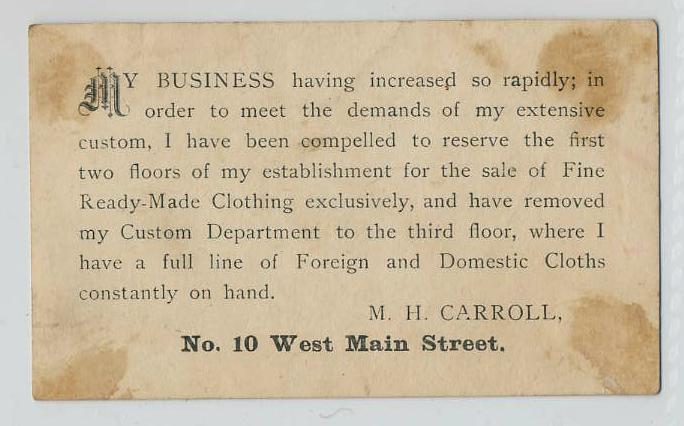 MY BUSINESS having increased so rapidly; in
order to meet the demands of my extensive
custom, I have been compelled to reserve the first
two floors of my establishment for the sale of Fine
Ready-Made Clothing exclusively, and have removed
my Custom Department to the third floor, where I
have a full line of Foreign and Domestic Cloths
constantly on hand.
M. H. CARROLL,
No. 10 West Main Street.